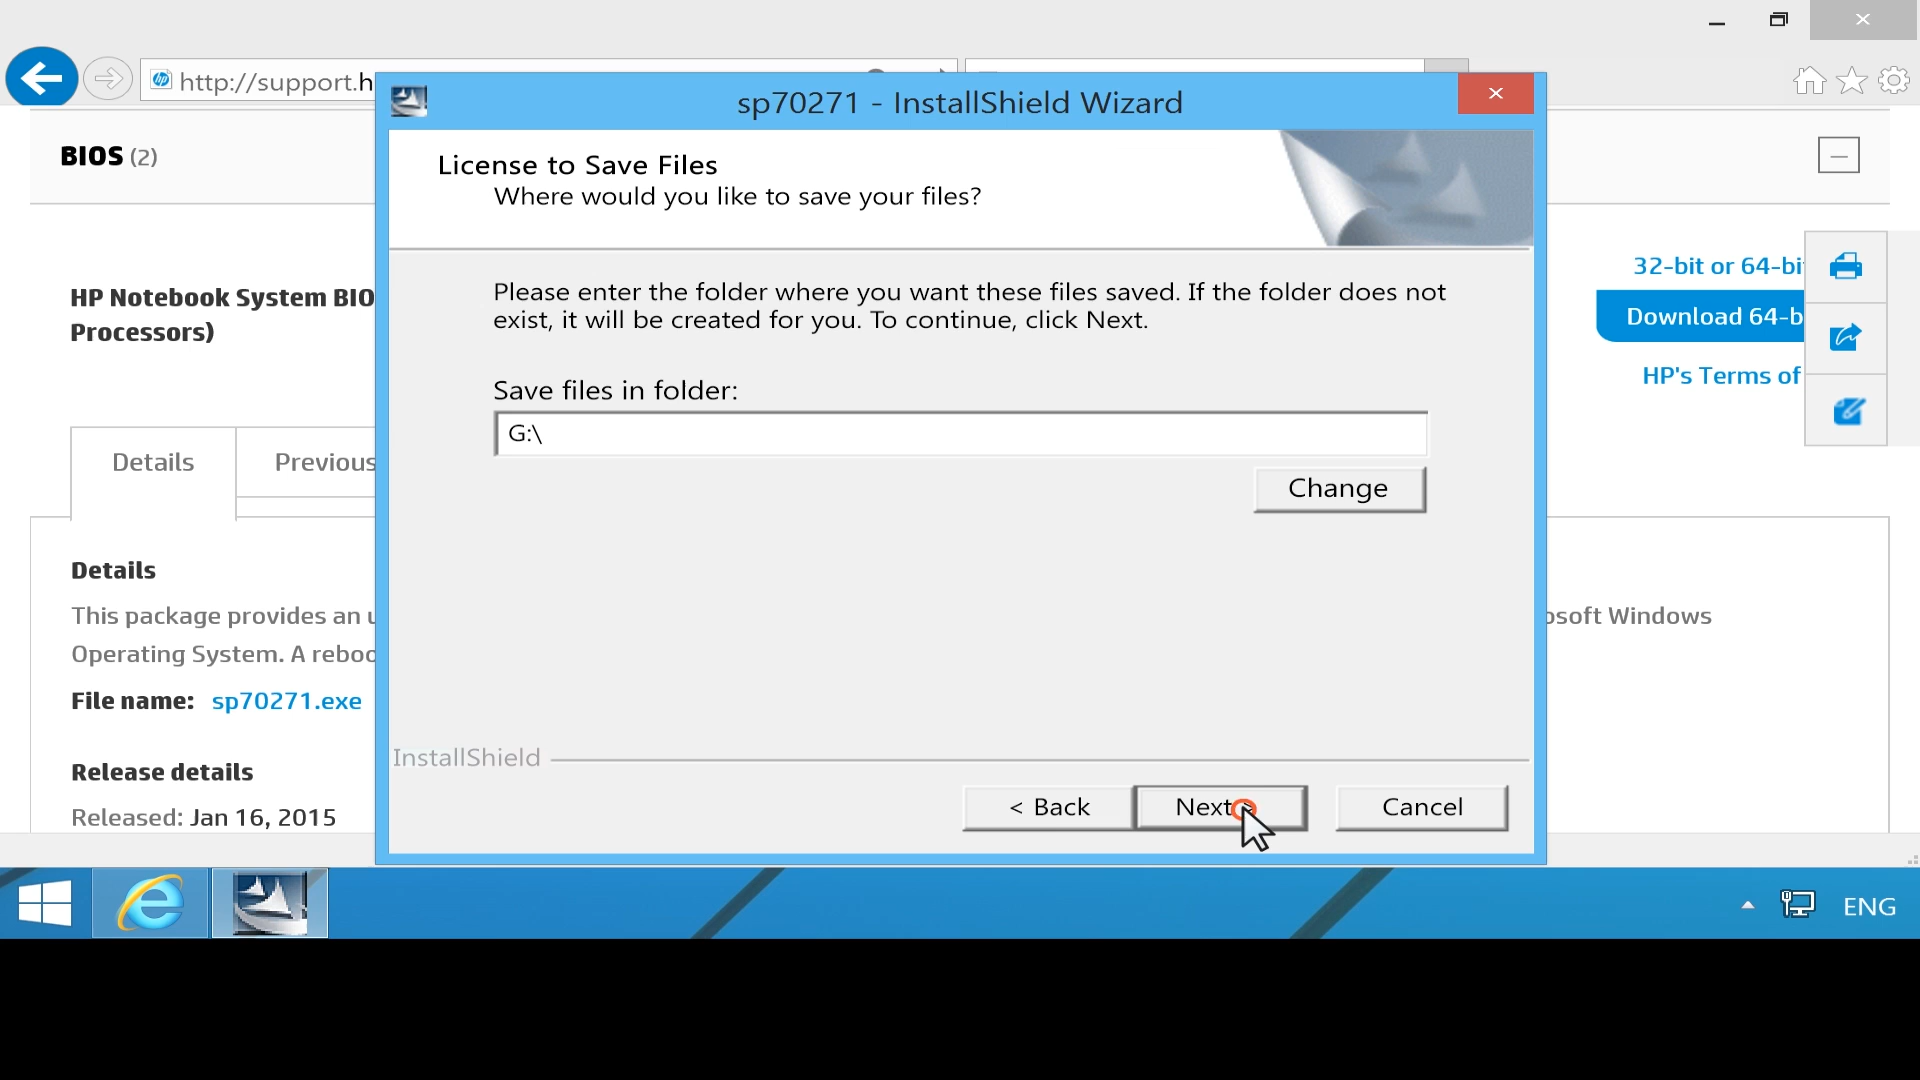 http://support.h
sp70271 - InstallShield Wizard
BIOS (2)
License to Save Files
Where would you like to save your files?
32-bit or 64-bi
HP Notebook System BIO
Processors)
Download 64-b
HP's Terms of
Please enter the folder where you want these files saved. If the folder does not
exist, it will be created for you. To continue, click Next.
Save files in folder:
G:\
Change
Details
Previous
Details
This package provides an
osoft Windows
Operating System. A reboo
File name: sp70271.exe
InstallShield
Release details
Released: Jan 16, 2015
< Back
Next >
Cancel
ENG